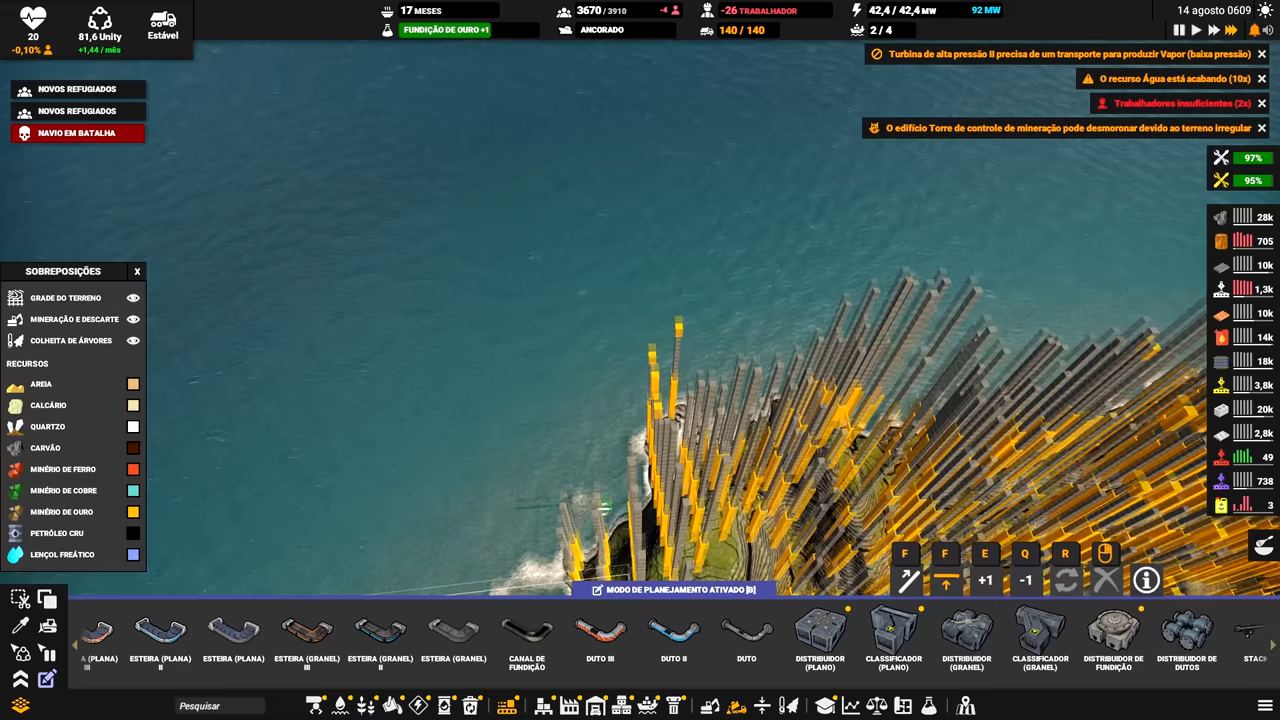 20
-0,10%
81,6 Unity
+1,44 / mês
Estável
17 MESES
FUNDIÇÃO DE OURO +1
3670 / 3910
-4
ANCORADO
-26 TRABALHADOR
140 / 140
42,4 / 42,4 MW
92 MW
2 / 4
14 agosto 0609
Turbina de alta pressão II precisa de um transporte para produzir Vapor (baixa pressão)
O recurso Água está acabando (10x)
Trabalhadores insuficientes (2x)
O edifício Torre de controle de mineração pode desmoronar devido ao terreno irregular
NOVOS REFUGIADOS
NOVOS REFUGIADOS
NAVIO EM BATALHA
97%
95%
28k
705
10k
1,3k
10k
14k
18k
3,8k
20k
2,8k
49
738
3
SOBREPOSIÇÕES
X
GRADE DO TERRENO
MINERAÇÃO E DESCARTE
COLHEITA DE ÁRVORES
RECURSOS
AREIA
CALCÁRIO
QUARTZO
CARVÃO
MINÉRIO DE FERRO
MINÉRIO DE COBRE
MINÉRIO DE OURO
PETRÓLEO CRU
LENÇOL FREÁTICO
F
F
E
Q
R
+1
-1
MODO DE PLANEJAMENTO ATIVADO [B]
A (PLANA) III
ESTEIRA (PLANA) II
ESTEIRA (PLANA)
ESTEIRA (GRANEL) III
ESTEIRA (GRANEL) II
ESTEIRA (GRANEL)
CANAL DE FUNDIÇÃO
DUTO III
DUTO II
DUTO
DISTRIBUIDOR (PLANO)
CLASSIFICADOR (PLANO)
DISTRIBUIDOR (GRANEL)
CLASSIFICADOR (GRANEL)
DISTRIBUIDOR DE FUNDIÇÃO
DISTRIBUIDOR DE DUTOS
STAC
Pesquisar